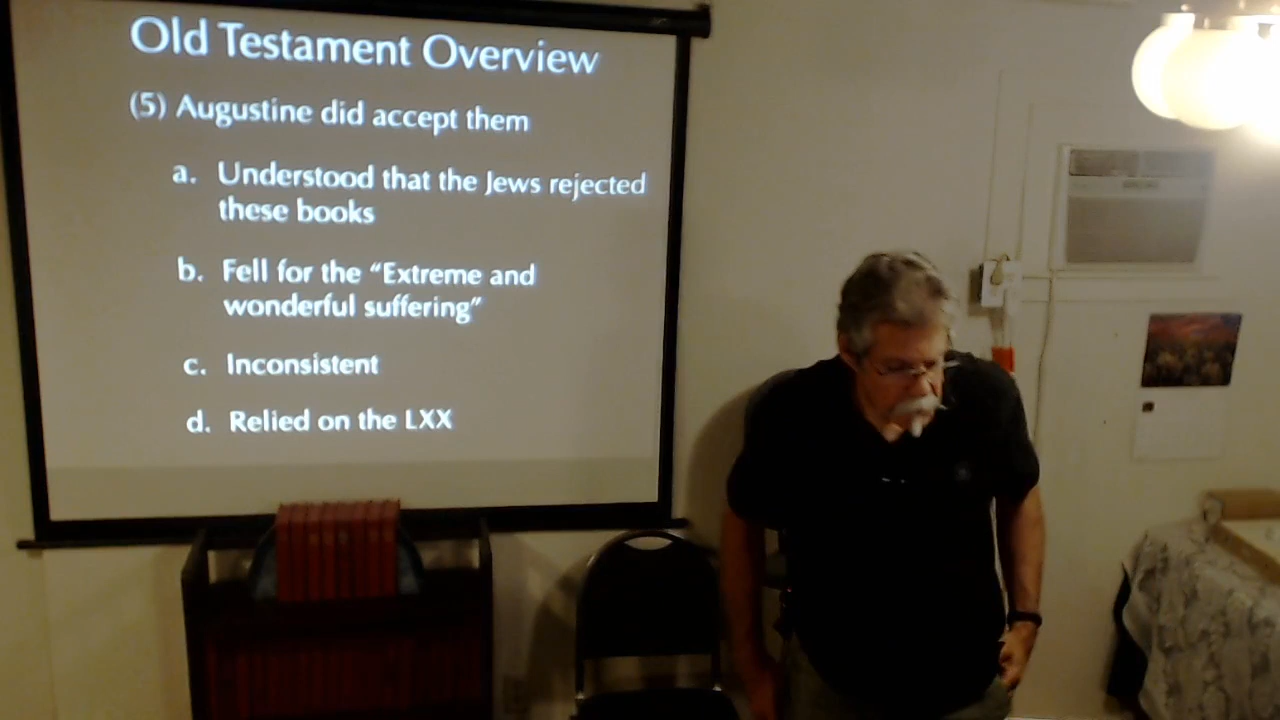 Old Testament Overview
(5) Augustine did accept them
a. Understood that the Jews rejected
these books
b. Fell for the “Extreme and
wonderful suffering”
c. Inconsistent
d. Relied on the LXX